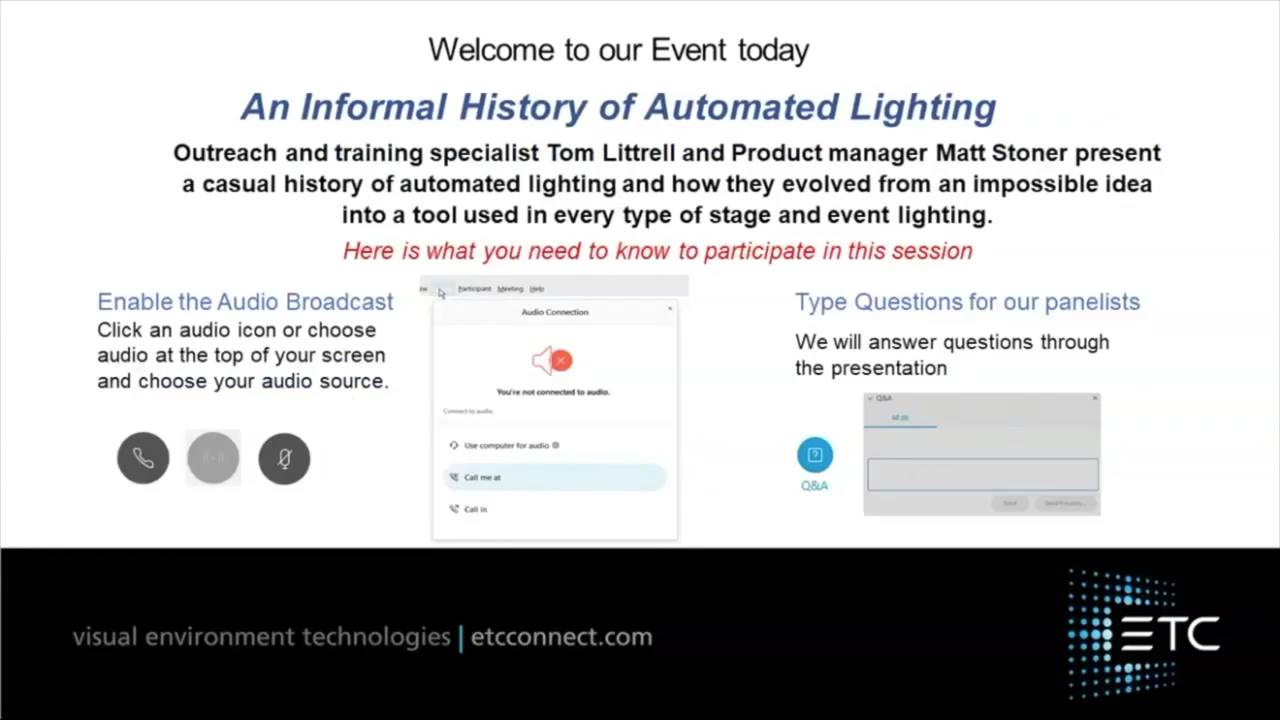 Welcome to our Event today
An Informal History of Automated Lighting
Outreach and training specialist Tom Littrell and Product manager Matt Stoner present
a casual history of automated lighting and how they evolved from an impossible idea
into a tool used in every type of stage and event lighting.
Here is what you need to know to participate in this session
Enable the Audio Broadcast
Click an audio icon or choose
audio at the top of your screen
and choose your audio source.
Participant Meeting Help
Audio Connection
You're not connected to audio.
Connect to audio
Use computer for audio
Call me at
Call in
Type Questions for our panelists
We will answer questions through
the presentation
Q&A
Q&A
All (0)
visual environment technologies | etcconnect.com
ETC